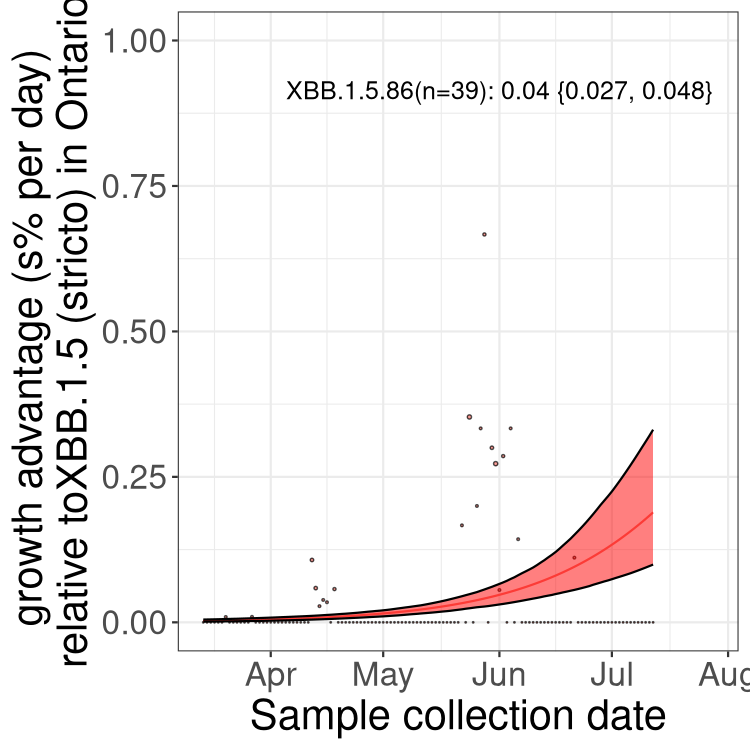 growth advantage (s% per day)
relative toXBB.1.5 (stricto) in Ontario
1.00
0.75
0.50
0.25
0.00
XBB.1.5.86(n=39): 0.04 {0.027, 0.048}
Apr May Jun Jul Aug
Sample collection date